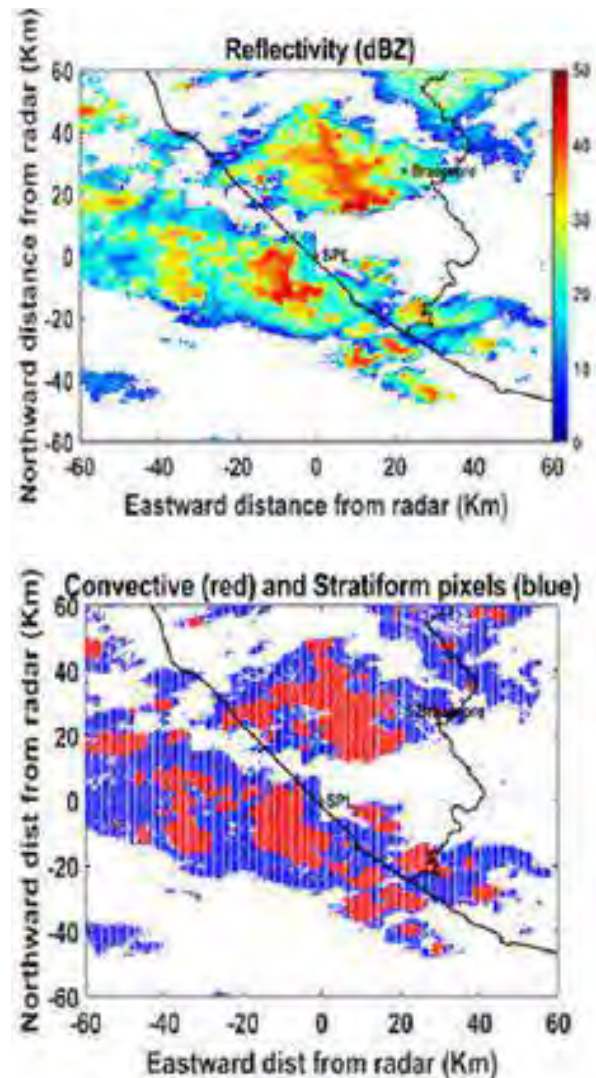 Reflectivity (dBZ)
Northward distance from radar (Km)
60
40
20
0
-20
-40
-60
-60 -40 -20 0 20 40 60
50
40
30
20
10
0
SPL
Eastward distance from radar (Km)
Convective (red) and Stratiform pixels (blue)
Northward dist from radar (Km)
60
40
20
0
-20
-40
-60
-60 -40 -20 0 20 40 60
SPL
Eastward dist from radar (Km)